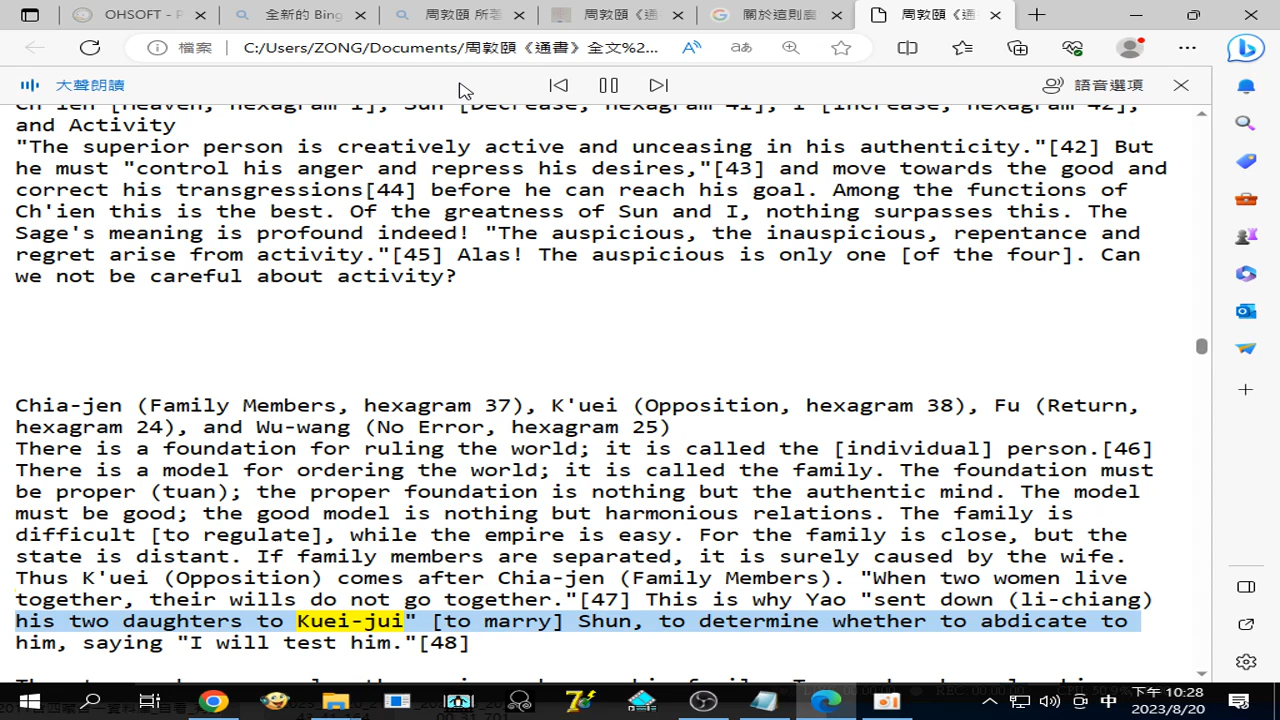 OHSOFT - P
全新的 Bing
周敦頤 所著
周敦頤《通
關於這則廠
周敦頤《通
檔案
C:/Users/ZONG/Documents/周敦頤《通書》全文%2...
大聲朗讀
語音選項
Ch'ien [Heaven, hexagram 1], Sun [Decrease, hexagram 41], I [Increase, hexagram 42],
and Activity
"The superior person is creatively active and unceasing in his authenticity."[42] But
he must "control his anger and repress his desires,"[43] and move towards the good and
correct his transgressions[44] before he can reach his goal. Among the functions of
Ch'ien this is the best. Of the greatness of Sun and I, nothing surpasses this. The
Sage's meaning is profound indeed! "The auspicious, the inauspicious, repentance and
regret arise from activity."[45] Alas! The auspicious is only one [of the four]. Can
we not be careful about activity?
Chia-jen (Family Members, hexagram 37), K'uei (Opposition, hexagram 38), Fu (Return,
hexagram 24), and Wu-wang (No Error, hexagram 25)
There is a foundation for ruling the world; it is called the [individual] person.[46]
There is a model for ordering the world; it is called the family. The foundation must
be proper (tuan); the proper foundation is nothing but the authentic mind. The model
must be good; the good model is nothing but harmonious relations. The family is
difficult [to regulate], while the empire is easy. For the family is close, but the
state is distant. If family members are separated, it is surely caused by the wife.
Thus K'uei (Opposition) comes after Chia-jen (Family Members). "When two women live
together, their wills do not go together."[47] This is why Yao "sent down (li-chiang)
his two daughters to Kuei-jui" [to marry] Shun, to determine whether to abdicate to
him, saying "I will test him."[48]
中
下午 10:28
2023/8/20